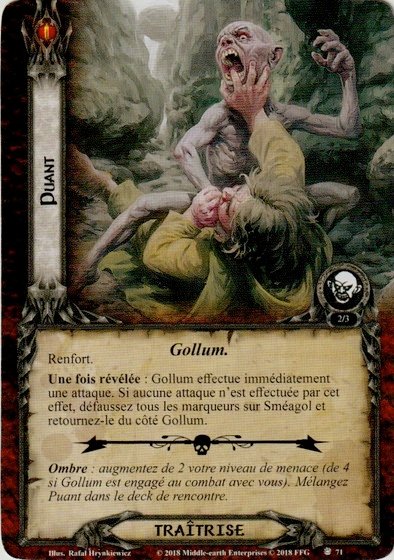 PUANT
2/3
Gollum.
Renfort.
Une fois révélée : Gollum effectue immédiatement
une attaque. Si aucune attaque n'est effectuée par cet
effet, défaussez tous les marqueurs sur Sméagol et
retournez-le du côté Gollum.
Ombre : augmentez de 2 votre niveau de menace (de 4
si Gollum est engagé au combat avec vous). Mélangez
Puant dans le deck de rencontre.
TRAÎTRISE
Illus. Rafał Hrynkiewicz © 2018 Middle-earth Enterprises © 2018 FFG 71